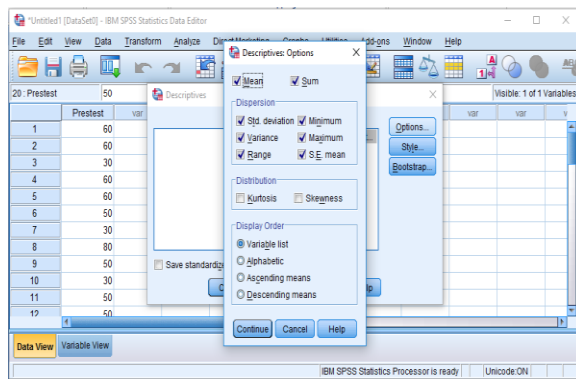 *Untitled1 [DataSet0] - IBM SPSS Statistics Data Editor
File Edit View Data Transform Analyze Direct Marketing Graphs Utilities Add-ons Window Help
20 : Prestest 50 Visible: 1 of 1 Variables
Prestest var var var
1 60
2 60
3 30
4 60
5 60
6 50
7 30
8 80
9 50
10 30
11 50
12 50
Descriptives
Options...
Style...
Bootstrap...
Save standardiz
Descriptives: Options
Mean Sum
Dispersion
Std. deviation Minimum
Variance Maximum
Range S.E. mean
Distribution
Kurtosis Skewness
Display Order
Variable list
Alphabetic
Ascending means
Descending means
Continue Cancel Help
Data View Variable View
IBM SPSS Statistics Processor is ready Unicode:ON